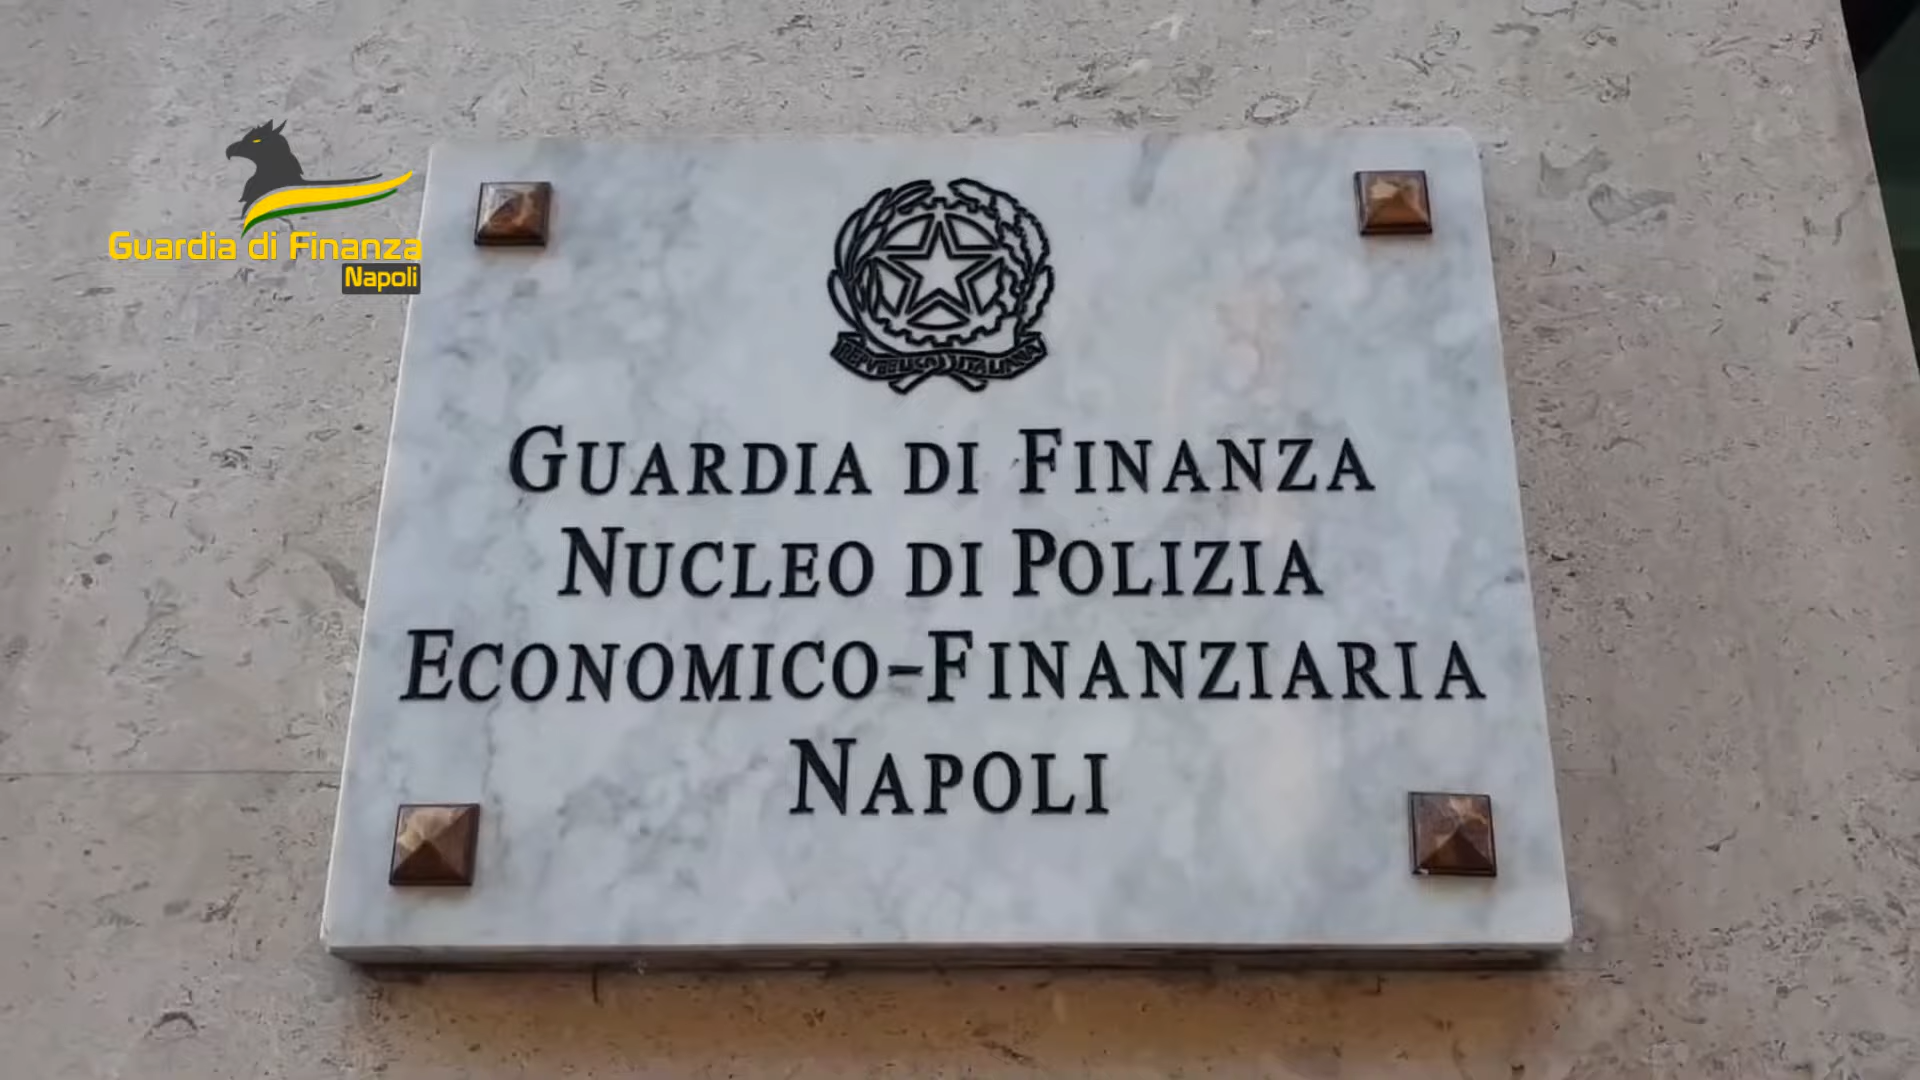 Guardia di Finanza
Napoli
REPVBBLICA ITALIANA
GUARDIA DI FINANZA
NUCLEO DI POLIZIA
ECONOMICO-FINANZIARIA
NAPOLI